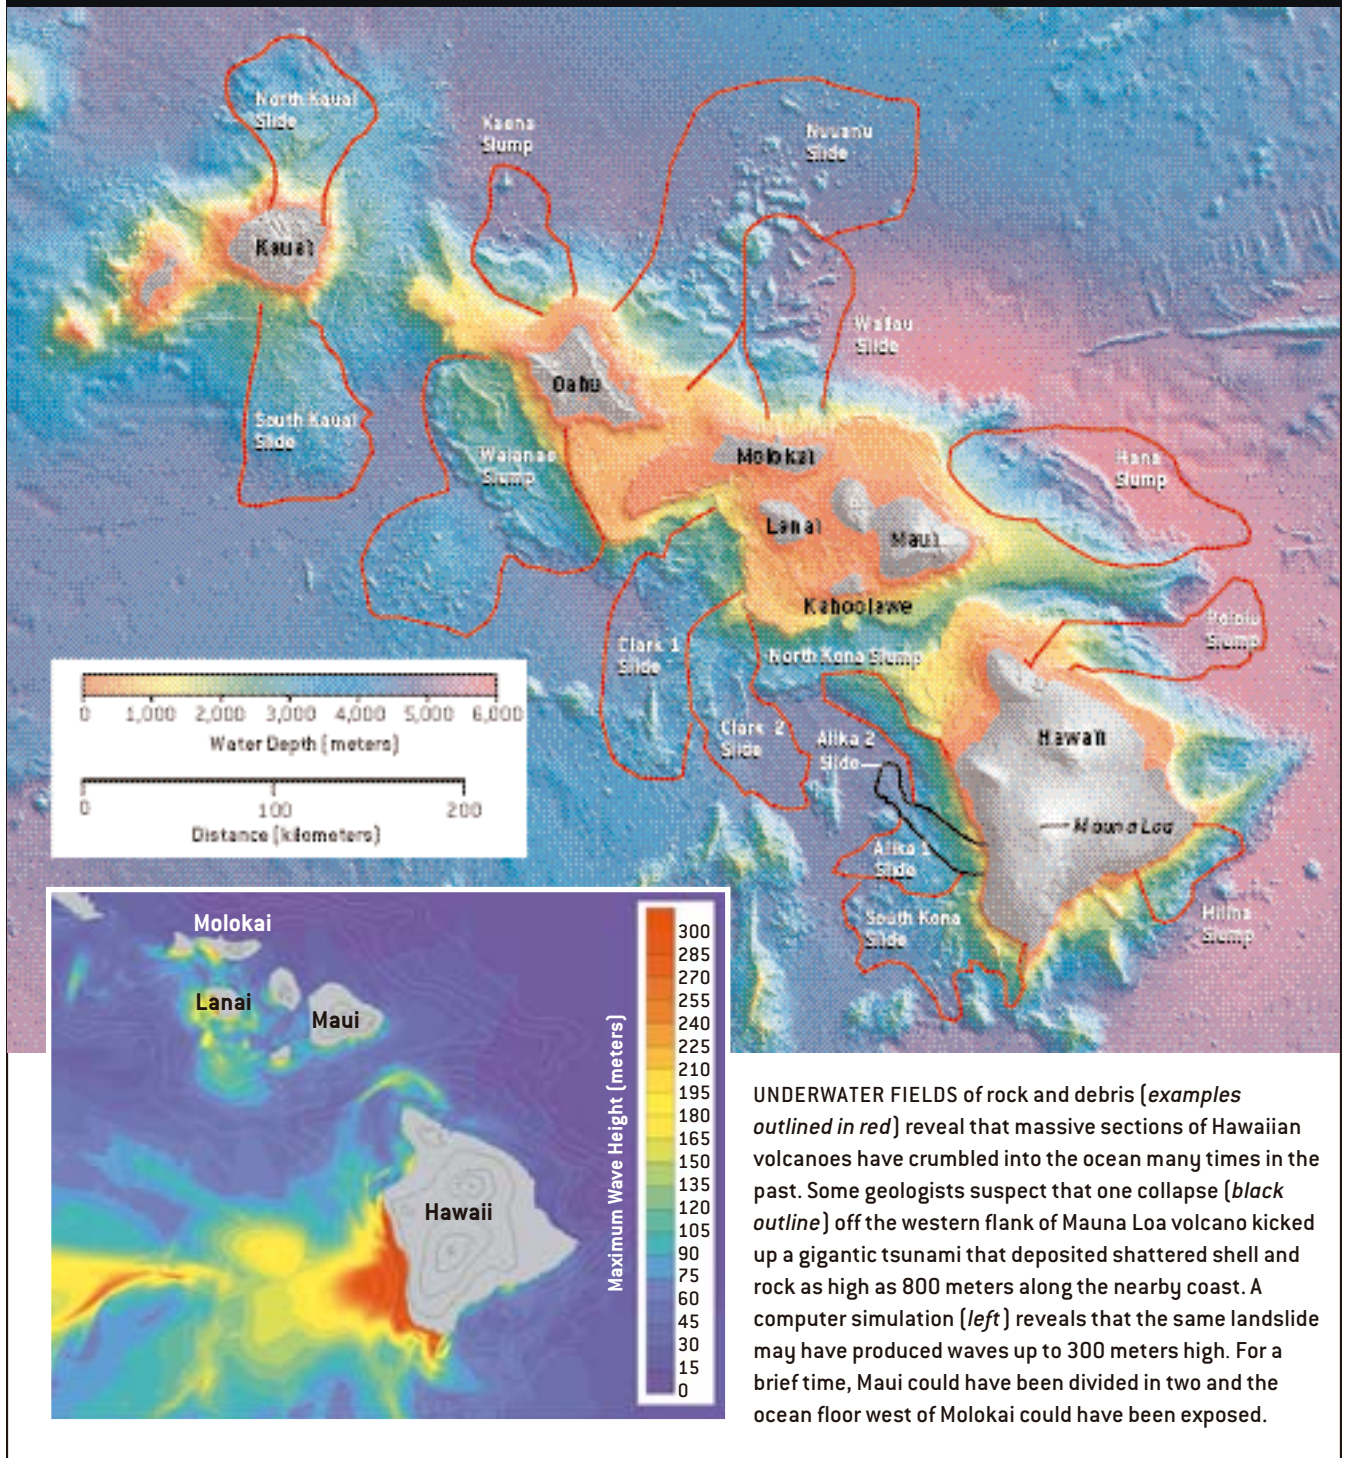 North Kauai
Slide
Kaena
Slump
Nuuanu
Slide
Kauai
Wailau
Slide
Oahu
South Kauai
Slide
Waianae
Slump
Molokai
Hana
Slump
Lanai
Maui
Kahoolawe
Pololu
Slump
Clark 1
Slide
North Kona Slump
Clark 2
Slide
Alika 2
Slide
Hawaii
0 1,000 2,000 3,000 4,000 5,000 6,000
Water Depth (meters)
0 100 200
Distance (kilometers)
Mauna Loa
Alika 1
Slide
South Kona
Slide
Hilina
Slump
Molokai
Lanai
Maui
Hawaii
Maximum Wave Height (meters)
300
285
270
255
240
225
210
195
180
165
150
135
120
105
90
75
60
45
30
15
0
UNDERWATER FIELDS of rock and debris (examples
outlined in red) reveal that massive sections of Hawaiian
volcanoes have crumbled into the ocean many times in the
past. Some geologists suspect that one collapse (black
outline) off the western flank of Mauna Loa volcano kicked
up a gigantic tsunami that deposited shattered shell and
rock as high as 800 meters along the nearby coast. A
computer simulation (left) reveals that the same landslide
may have produced waves up to 300 meters high. For a
brief time, Maui could have been divided in two and the
ocean floor west of Molokai could have been exposed.